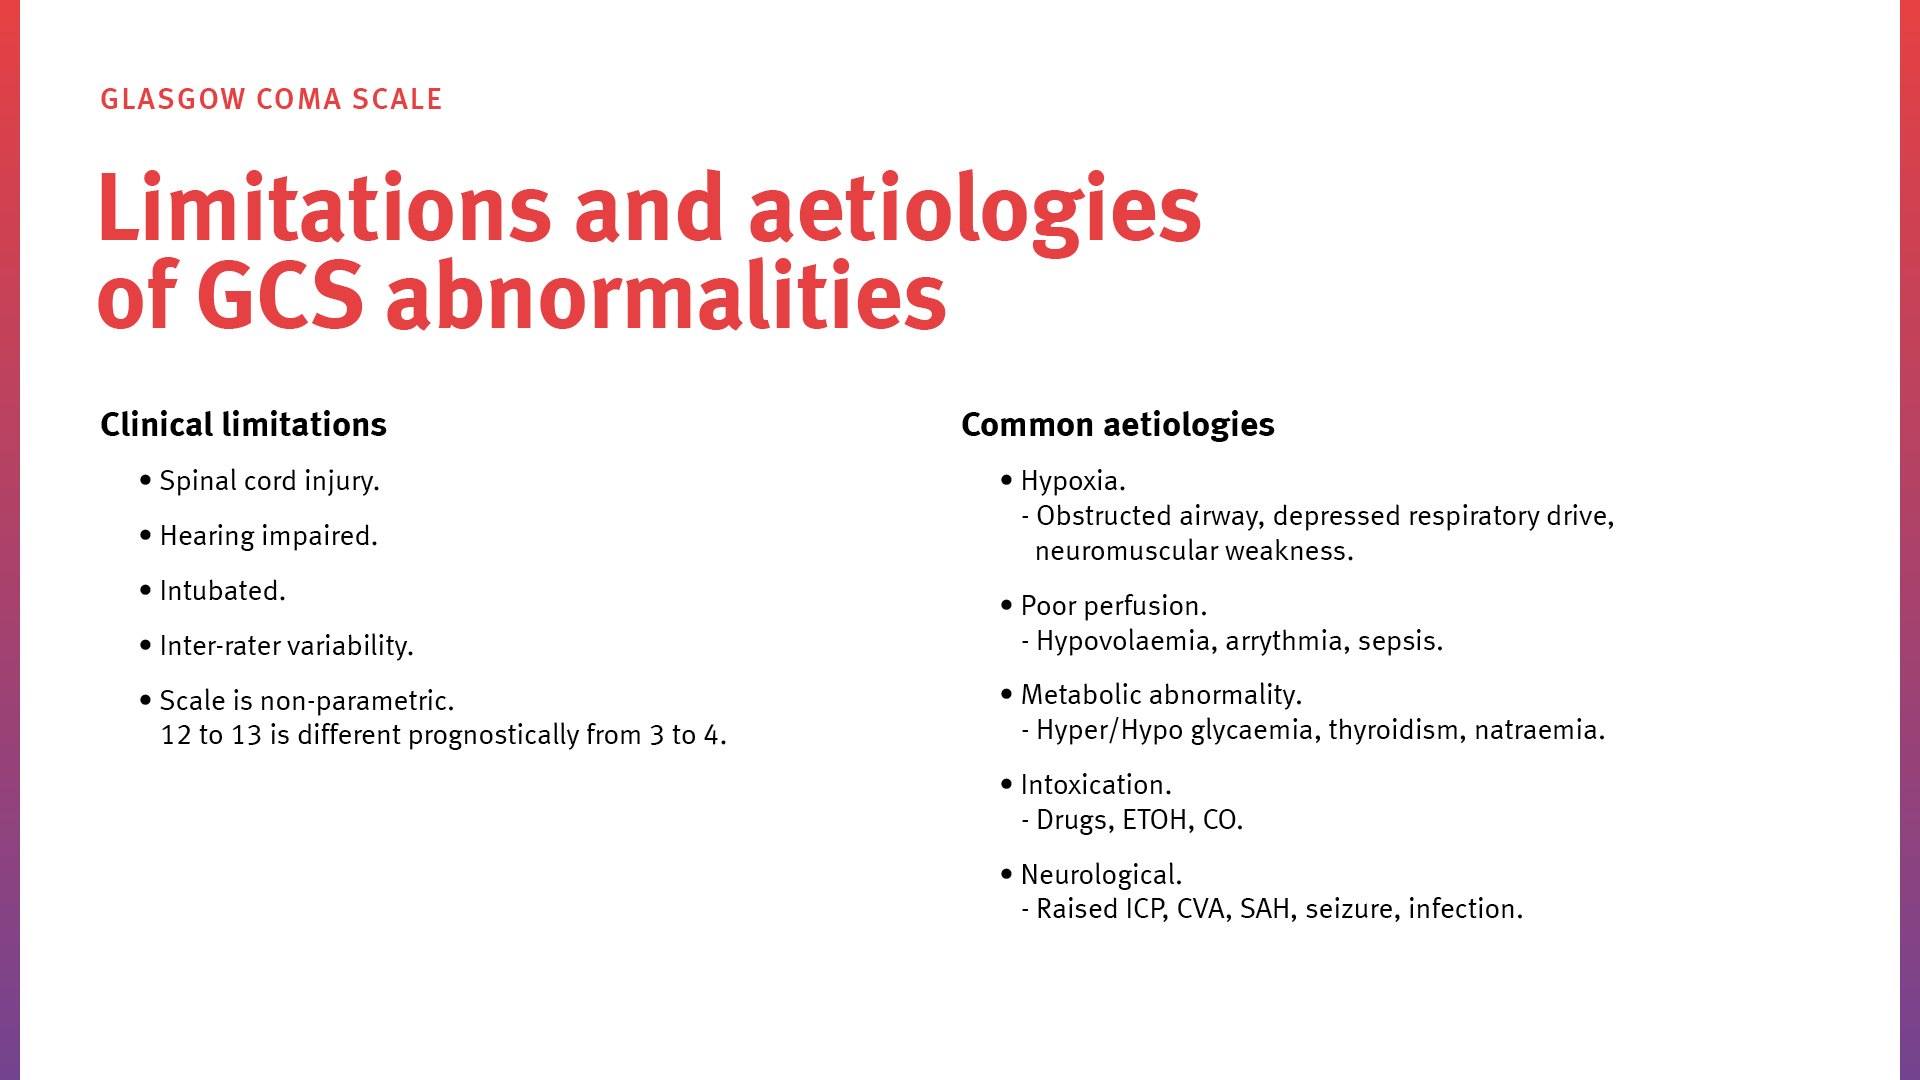 GLASGOW COMA SCALE
Limitations and aetiologies
of GCS abnormalities
Clinical limitations
• Spinal cord injury.
• Hearing impaired.
• Intubated.
• Inter-rater variability.
• Scale is non-parametric.
12 to 13 is different prognostically from 3 to 4.
Common aetiologies
• Hypoxia.
- Obstructed airway, depressed respiratory drive,
neuromuscular weakness.
• Poor perfusion.
- Hypovolaemia, arrythmia, sepsis.
• Metabolic abnormality.
- Hyper/Hypo glycaemia, thyroidism, natraemia.
• Intoxication.
- Drugs, ETOH, CO.
• Neurological.
- Raised ICP, CVA, SAH, seizure, infection.